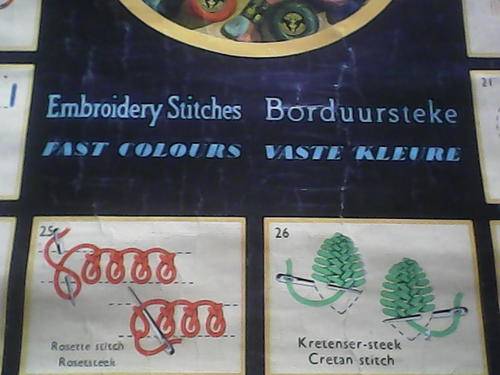 Embroidery Stitches Borduursteke
FAST COLOURS VASTE KLEURE
21
25
Rosette stitch
Rosetsteek
26
Kretenser-steek
Cretan stitch